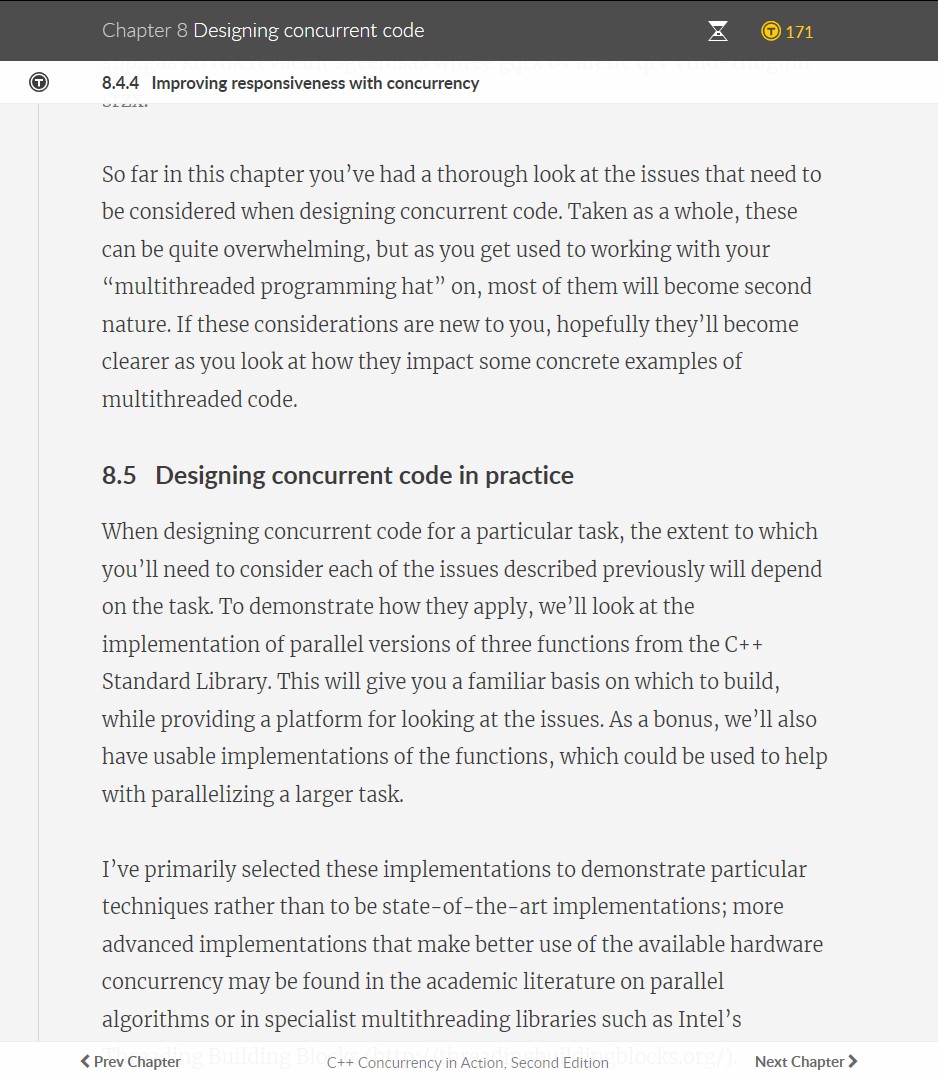 Chapter 8 Designing concurrent code
171
8.4.4 Improving responsiveness with concurrency
So far in this chapter you’ve had a thorough look at the issues that need to
be considered when designing concurrent code. Taken as a whole, these
can be quite overwhelming, but as you get used to working with your
“multithreaded programming hat” on, most of them will become second
nature. If these considerations are new to you, hopefully they’ll become
clearer as you look at how they impact some concrete examples of
multithreaded code.
8.5 Designing concurrent code in practice
When designing concurrent code for a particular task, the extent to which
you’ll need to consider each of the issues described previously will depend
on the task. To demonstrate how they apply, we’ll look at the
implementation of parallel versions of three functions from the C++
Standard Library. This will give you a familiar basis on which to build,
while providing a platform for looking at the issues. As a bonus, we’ll also
have usable implementations of the functions, which could be used to help
with parallelizing a larger task.
I’ve primarily selected these implementations to demonstrate particular
techniques rather than to be state-of-the-art implementations; more
advanced implementations that make better use of the available hardware
concurrency may be found in the academic literature on parallel
algorithms or in specialist multithreading libraries such as Intel’s
Threading Building Blocks (http://threadingbuildingblocks.org/).
Prev Chapter
C++ Concurrency in Action, Second Edition
Next Chapter